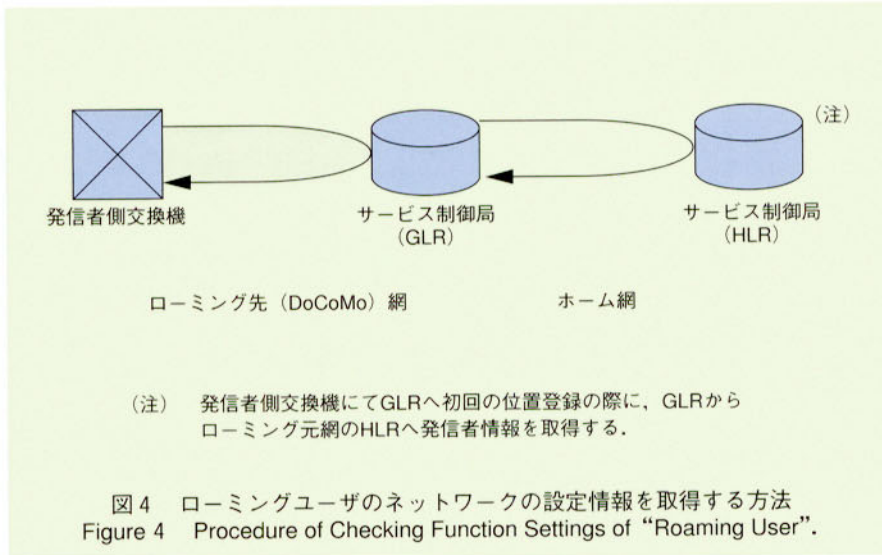 （注）
発信者側交換機
サービス制御局
（GLR）
サービス制御局
（HLR）
ローミング先（DoCoMo）網
ホーム網
（注）　発信者側交換機にてGLRへ初回の位置登録の際に，GLRから
ローミング元網のHLRへ発信者情報を取得する．
図4　ローミングユーザのネットワークの設定情報を取得する方法
Figure 4　Procedure of Checking Function Settings of “Roaming User”.